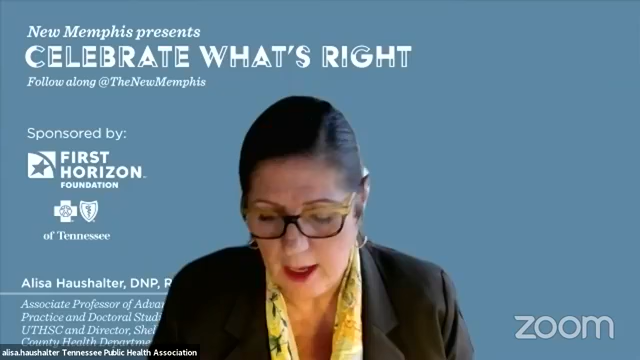 New Memphis presents
CELEBRATE WHAT'S RIGHT
Follow along @TheNewMemphis
Sponsored by:
FIRST
HORIZON
FOUNDATION
of Tennessee
Alisa Haushalter, DNP, R
Associate Professor of Advan
Practice and Doctoral Studi
UTHSC and Director, Shel
County Health Departme
alisa.haushalter Tennessee Public Health Association
zoom